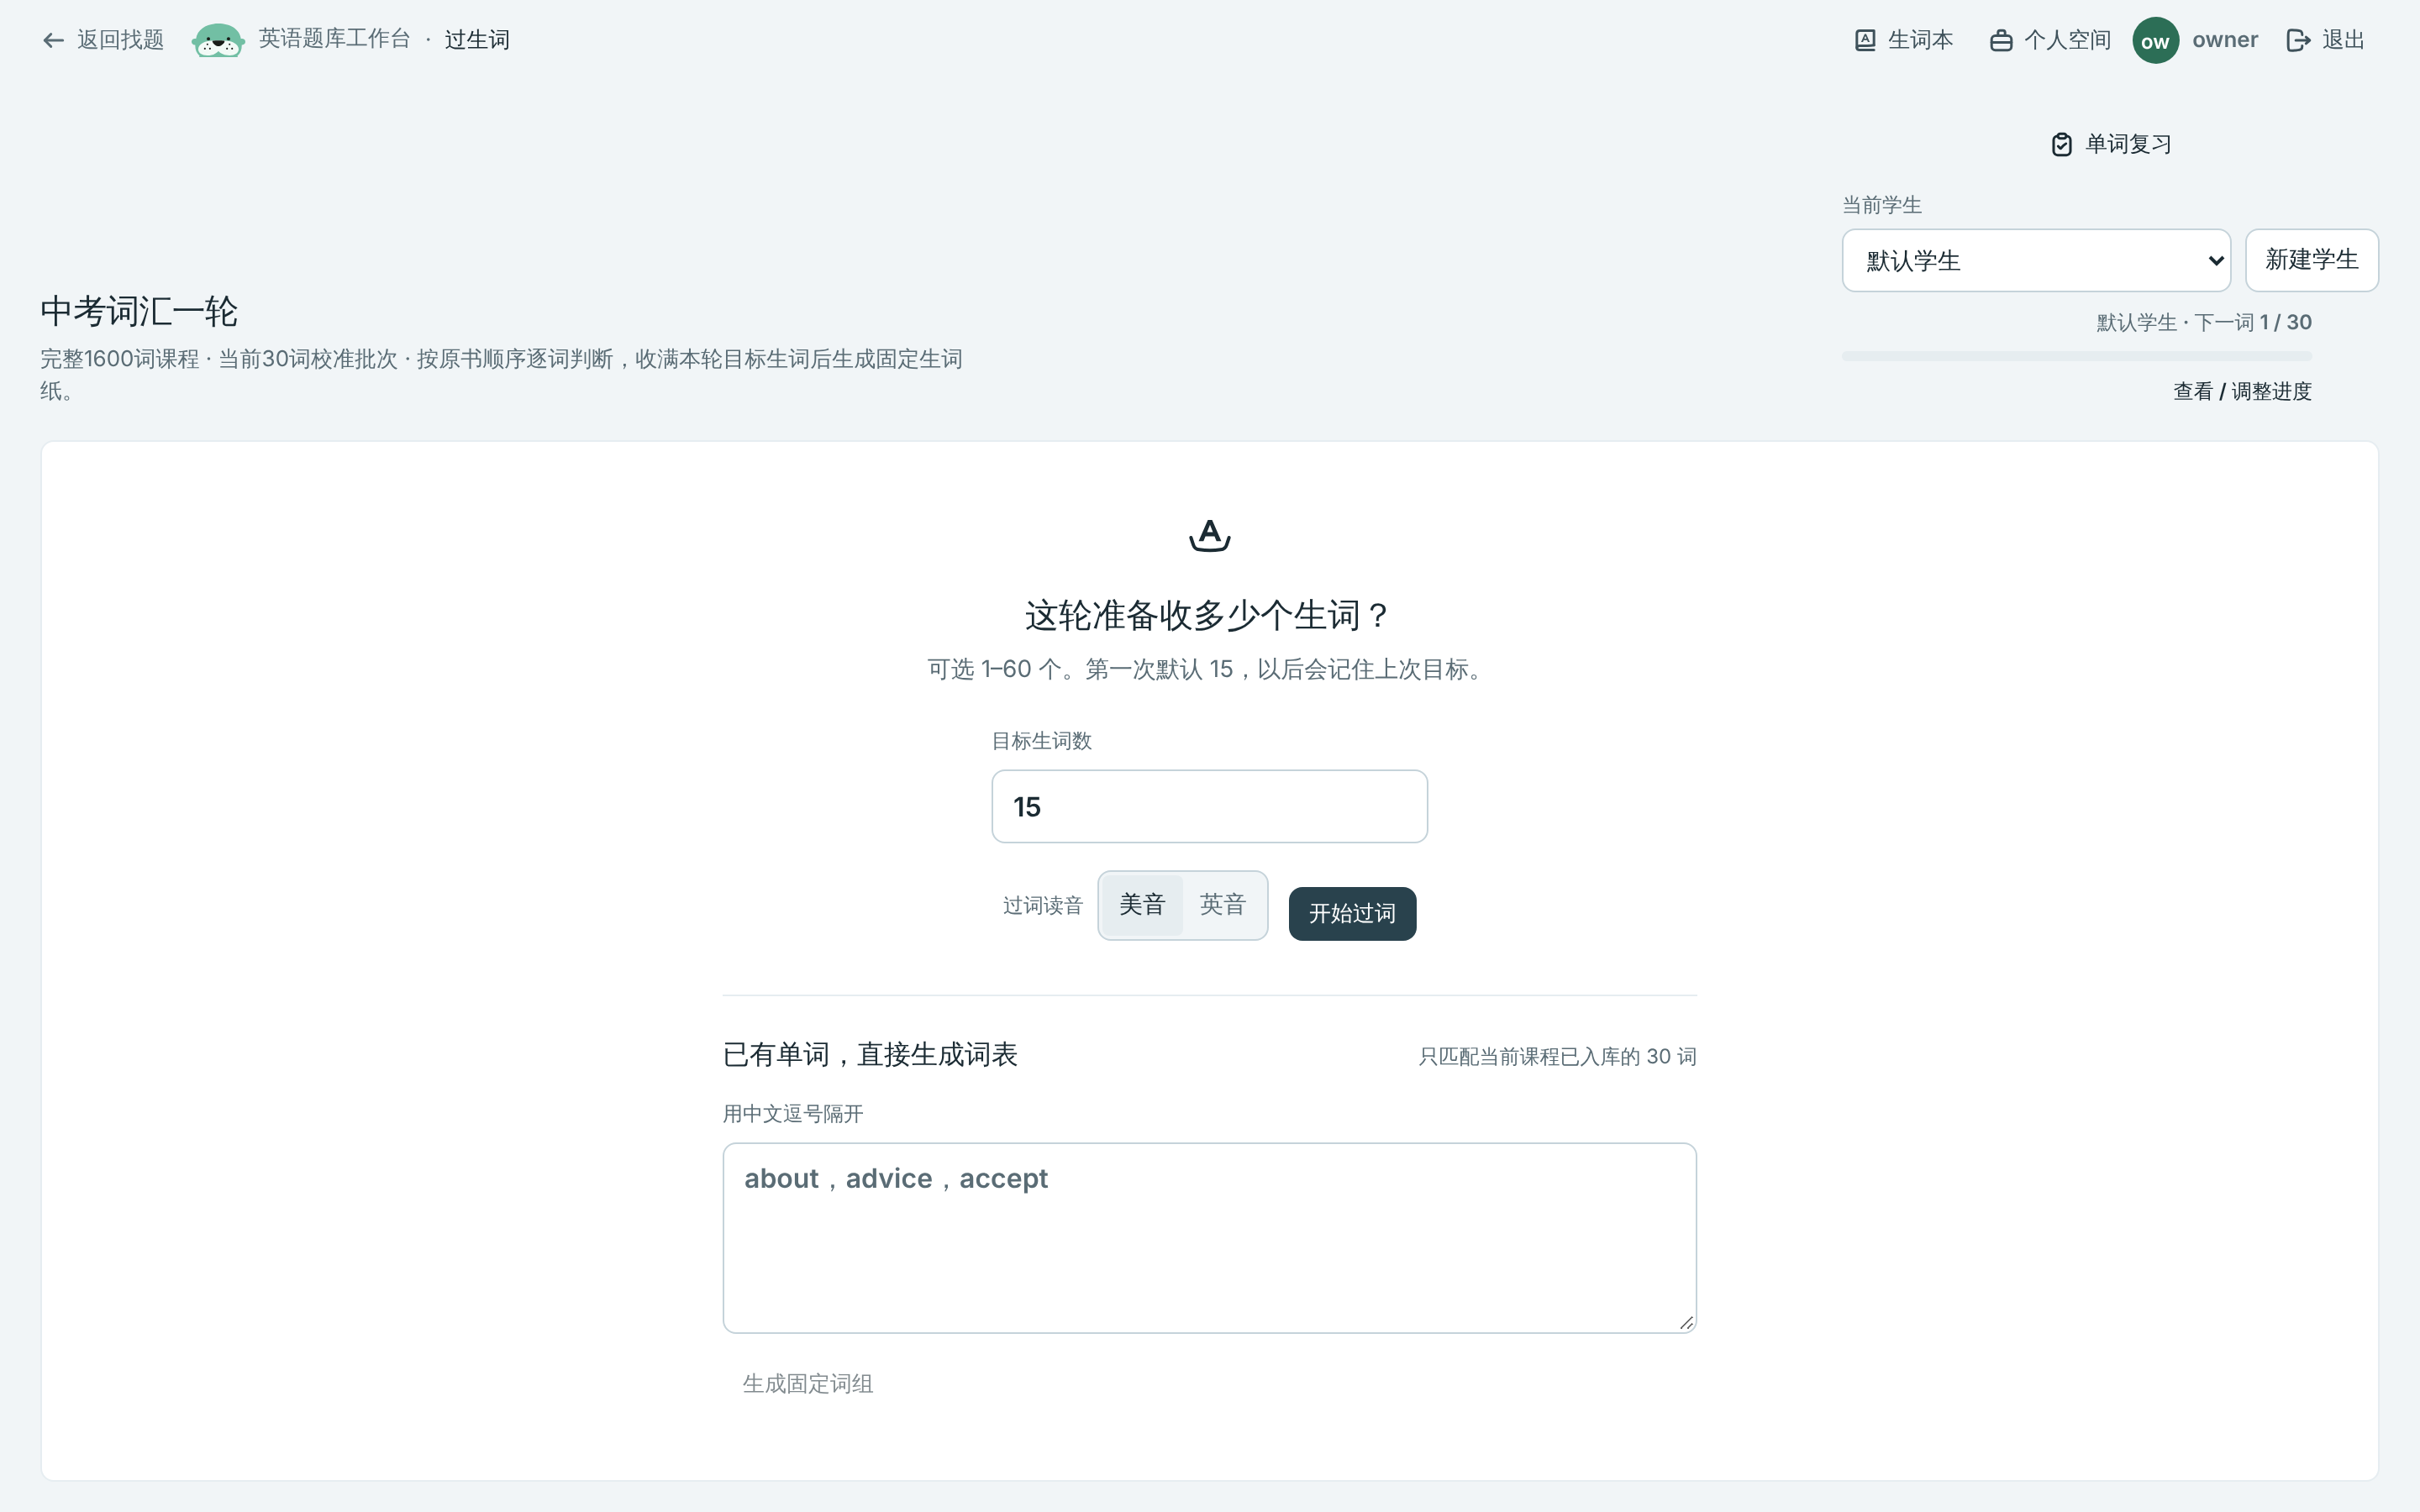 返回找题
英语题库工作台 · 过生词
生词本
个人空间
ow
owner
退出
单词复习
当前学生
默认学生
新建学生
默认学生 · 下一词 1 / 30
查看 / 调整进度
中考词汇一轮
完整1600词课程 · 当前30词校准批次 · 按原书顺序逐词判断，收满本轮目标生词后生成固定生词
纸。
A
这轮准备收多少个生词？
可选 1–60 个。第一次默认 15，以后会记住上次目标。
目标生词数
15
过词读音
美音
英音
开始过词
已有单词，直接生成词表
只匹配当前课程已入库的 30 词
用中文逗号隔开
about，advice，accept
生成固定词组